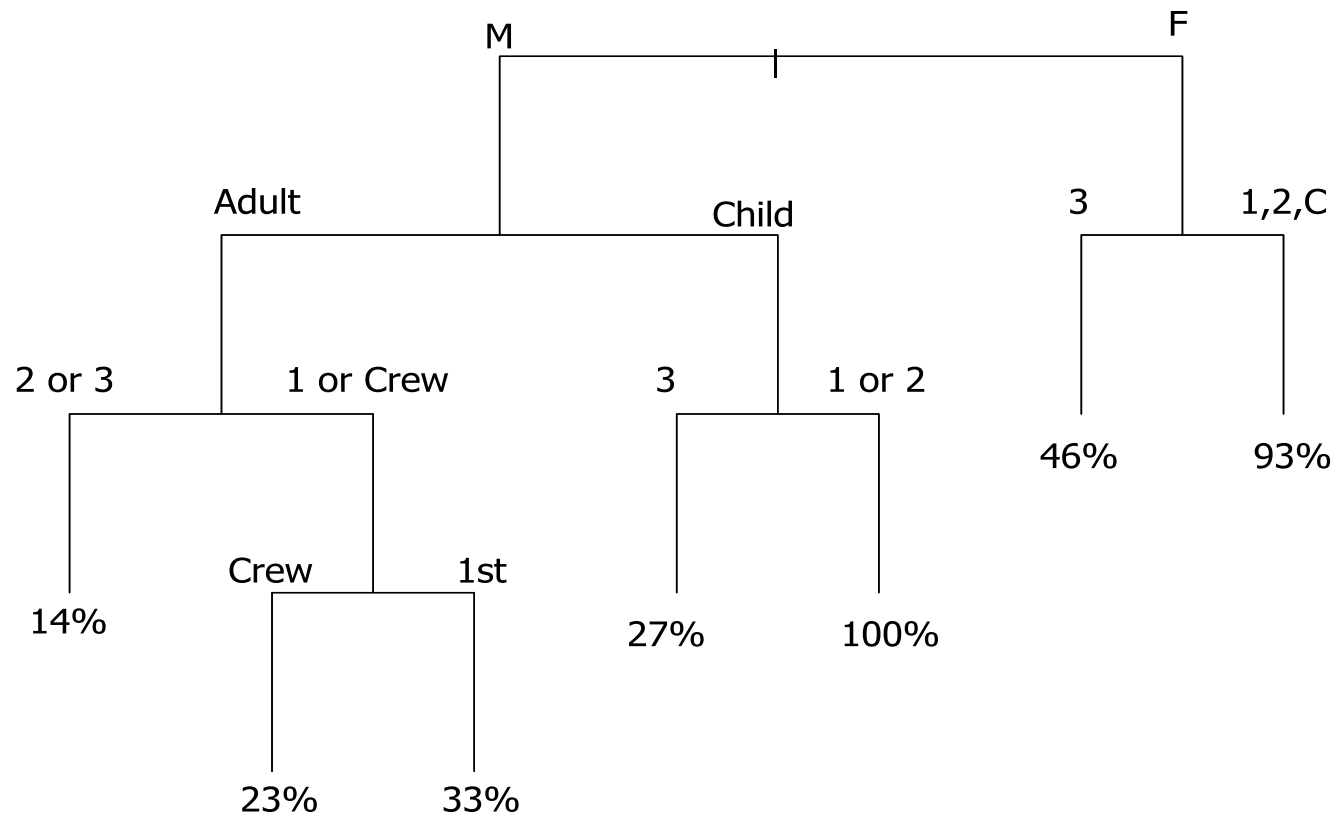 M
F
Adult
Child
3
1,2,C
2 or 3
1 or Crew
3
1 or 2
46%
93%
Crew
1st
14%
27%
100%
23%
33%